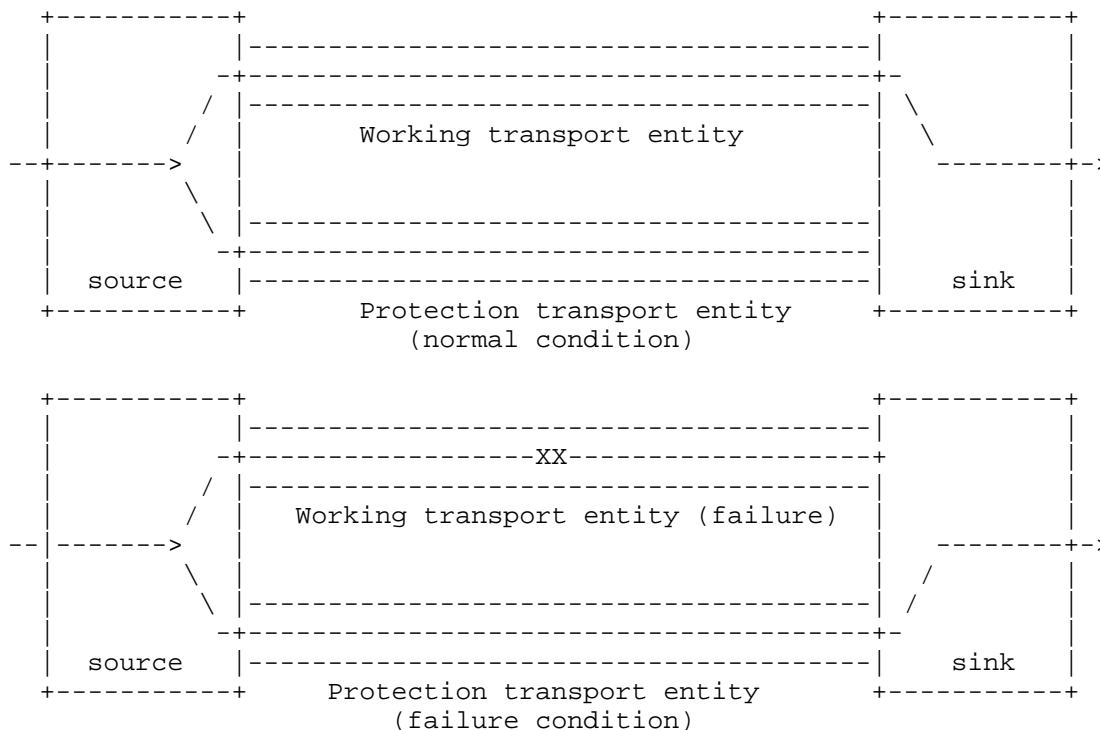 Working transport entity
source
sink
Protection transport entity
(normal condition)
XX
Working transport entity (failure)
source
sink
Protection transport entity
(failure condition)